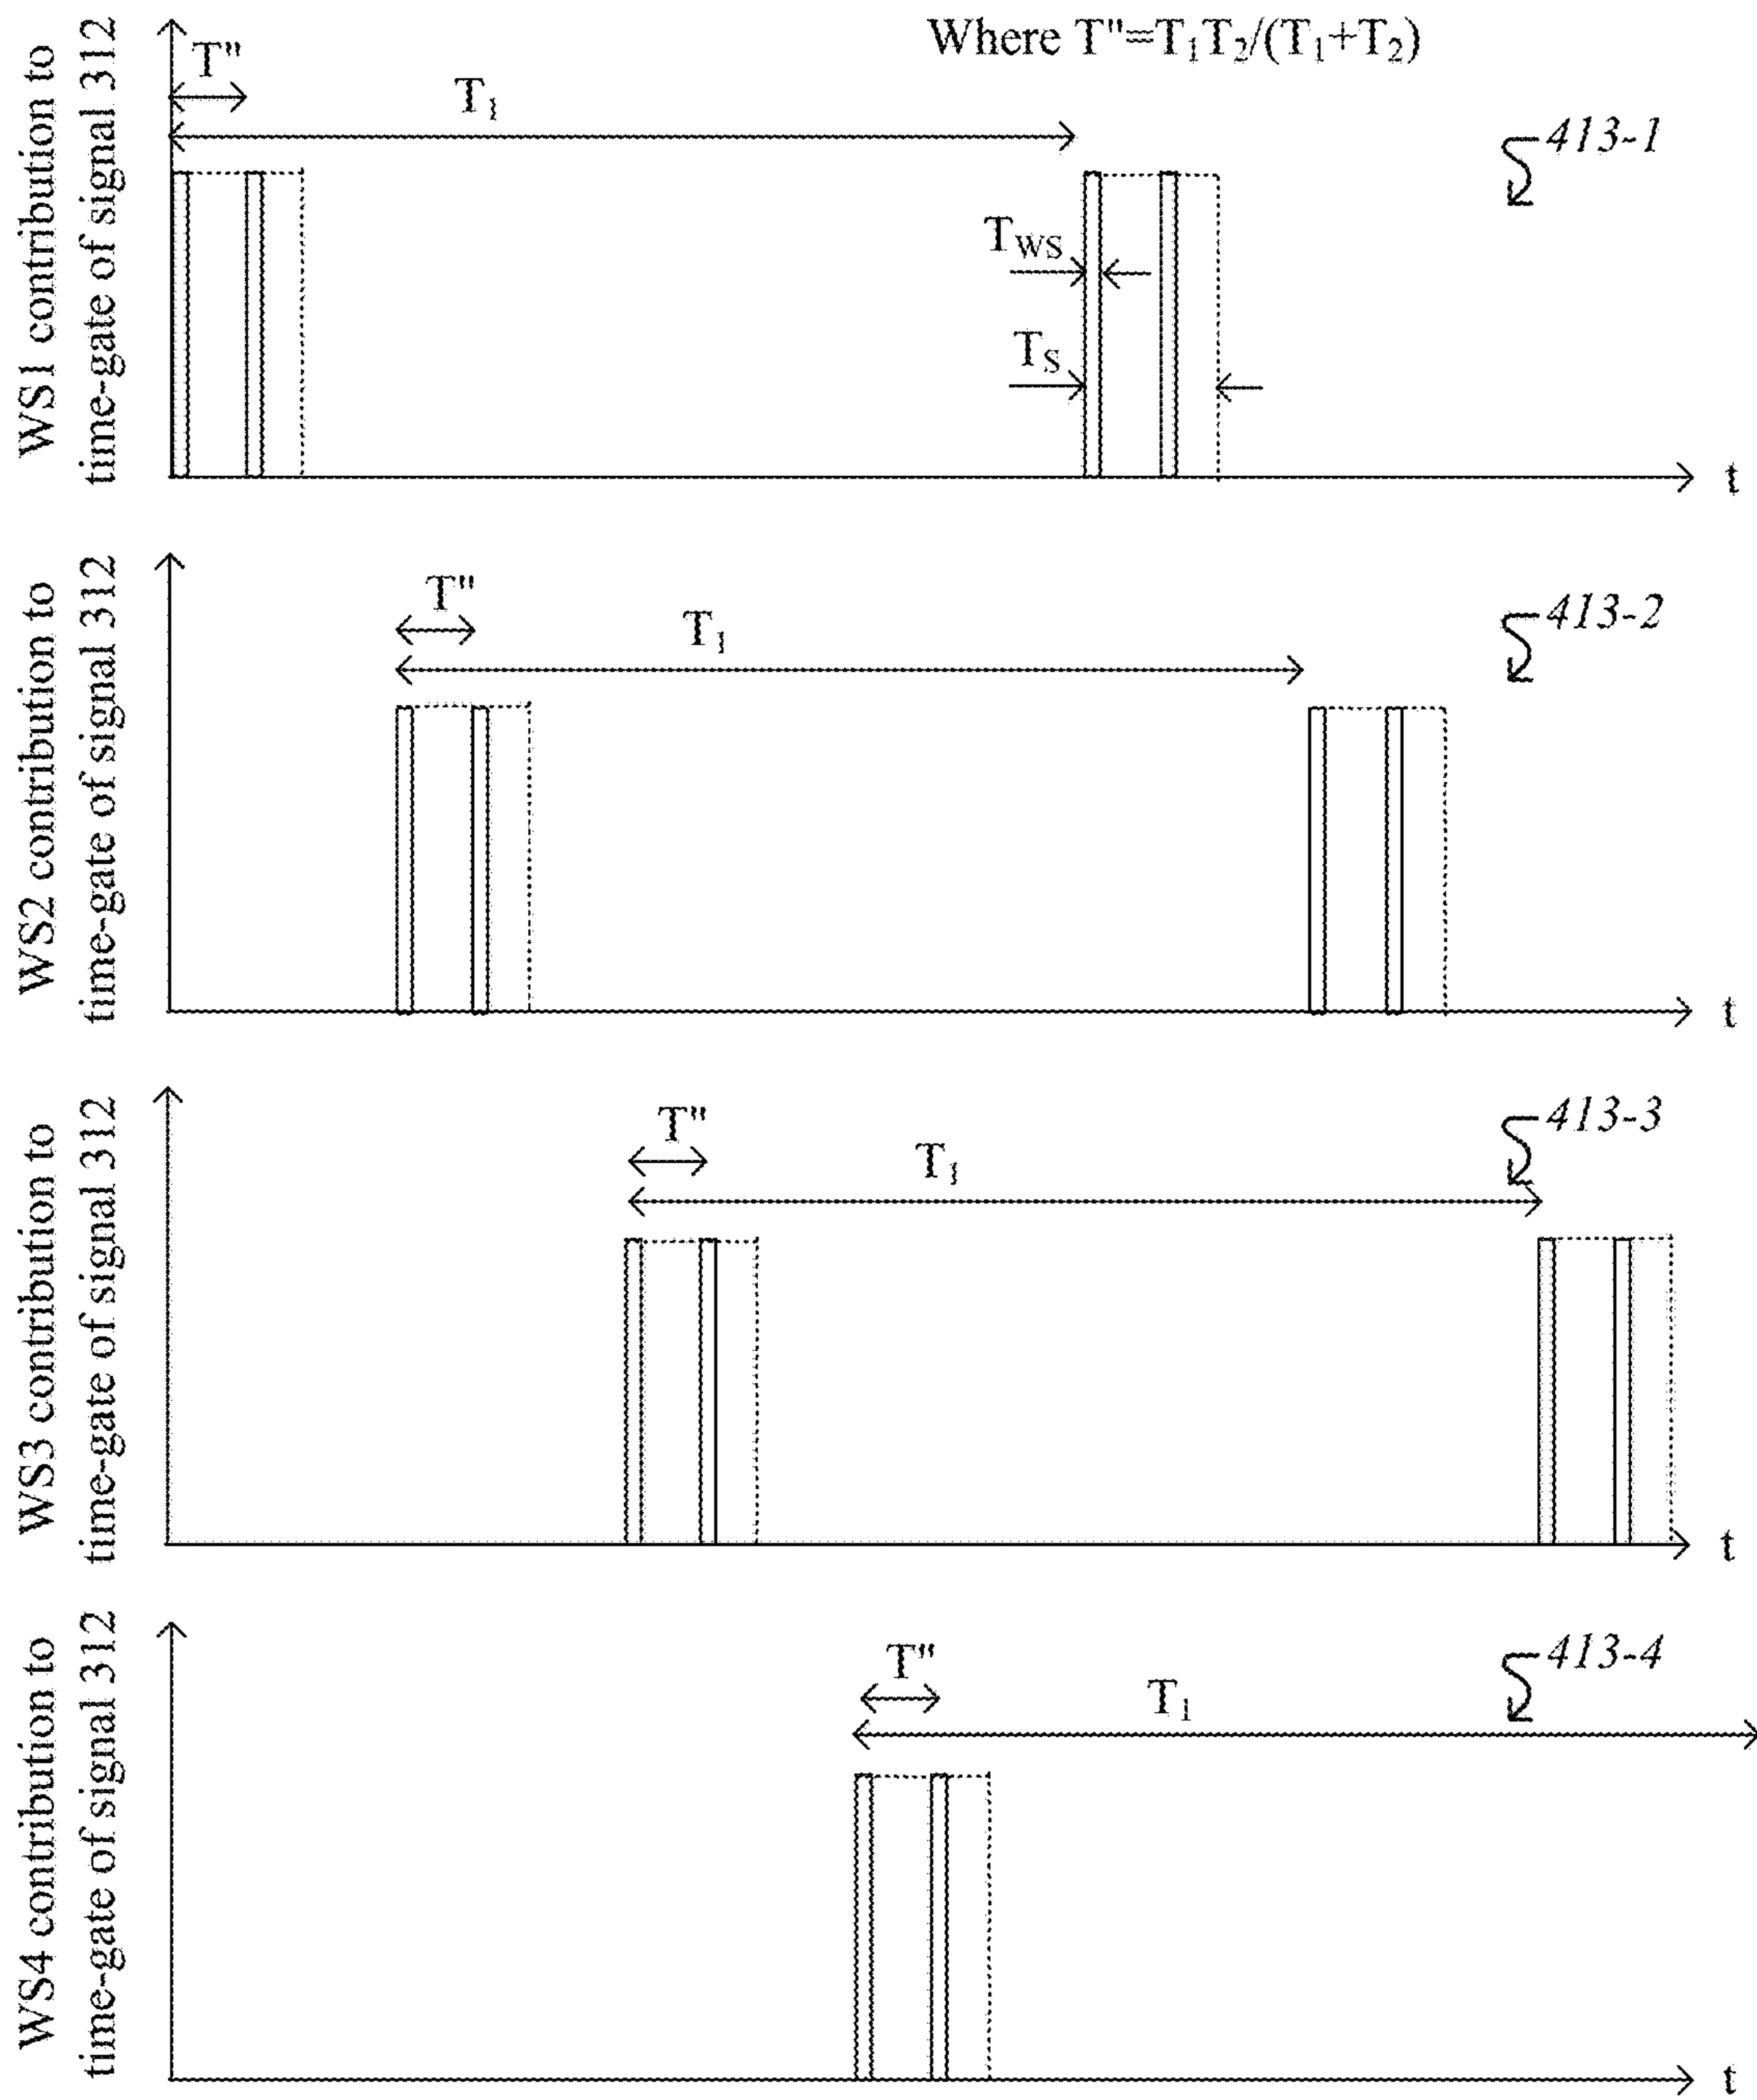 Where T"=T₁T₂/(T₁+T₂)
WS1 contribution to
time-gate of signal 312
T"
T₁
413-1
T_WS
T_S
t
WS2 contribution to
time-gate of signal 312
T"
T₁
413-2
t
WS3 contribution to
time-gate of signal 312
T"
T₁
413-3
t
WS4 contribution to
time-gate of signal 312
T"
T₁
413-4
t